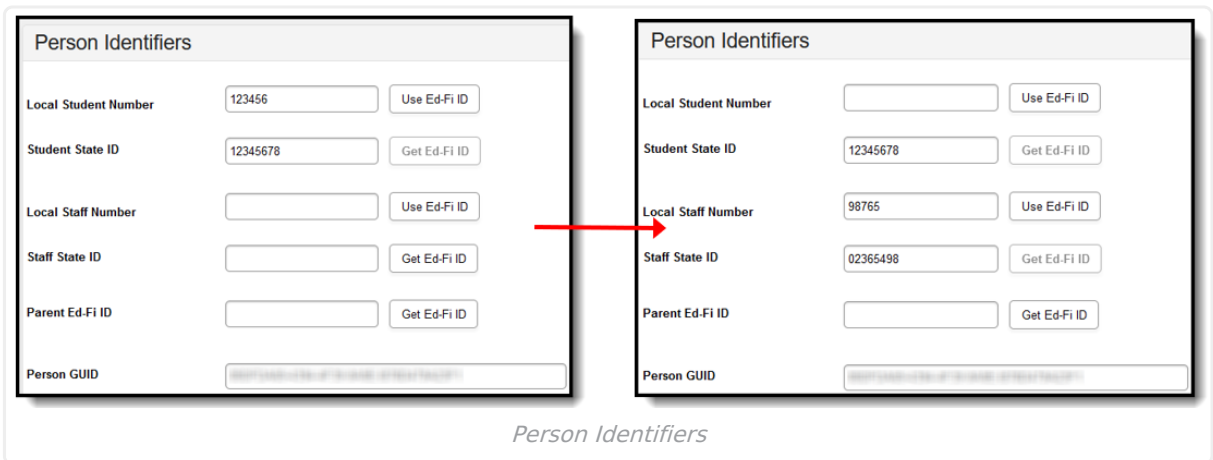 Person Identifiers
Local Student Number 123456 Use Ed-Fi ID
Student State ID 12345678 Get Ed-Fi ID
Local Staff Number Use Ed-Fi ID
Staff State ID Get Ed-Fi ID
Parent Ed-Fi ID Get Ed-Fi ID
Person GUID
Person Identifiers
Local Student Number Use Ed-Fi ID
Student State ID 12345678 Get Ed-Fi ID
Local Staff Number 98765 Use Ed-Fi ID
Staff State ID 02365498 Get Ed-Fi ID
Parent Ed-Fi ID Get Ed-Fi ID
Person GUID
Person Identifiers